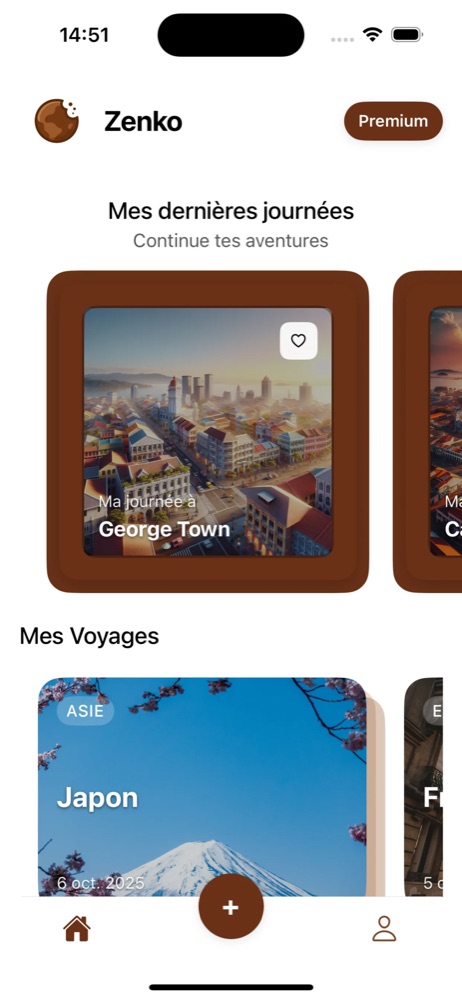 14:51
Zenko
Premium
Mes dernières journées
Continue tes aventures
Ma journée à
George Town
Mes Voyages
ASIE
Japon
6 oct. 2025